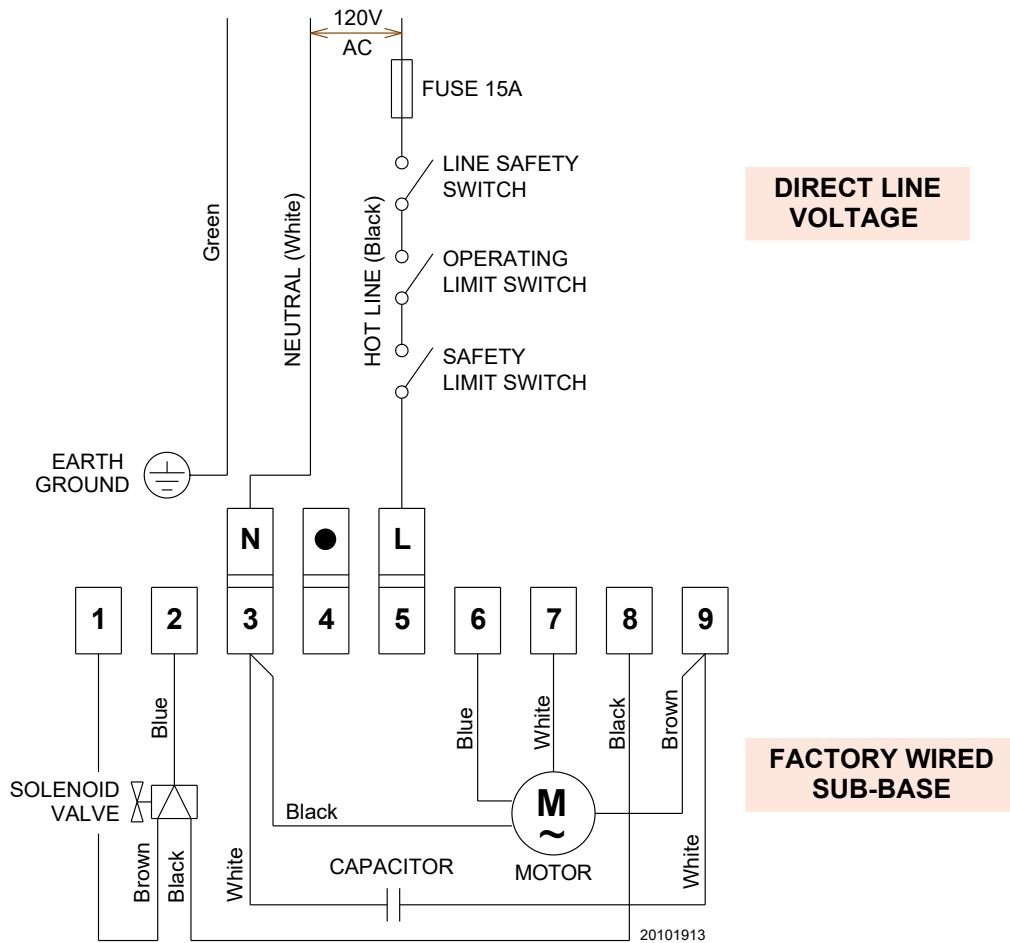 120V
AC
FUSE 15A
LINE SAFETY
SWITCH
DIRECT LINE
VOLTAGE
Green
NEUTRAL (White)
HOT LINE (Black)
OPERATING
LIMIT SWITCH
SAFETY
LIMIT SWITCH
EARTH
GROUND
N
L
1
2
3
4
5
6
7
8
9
Blue
Blue
White
Black
Brown
FACTORY WIRED
SUB-BASE
SOLENOID
VALVE
M
~
Black
Brown
Black
White
CAPACITOR
MOTOR
White
20101913